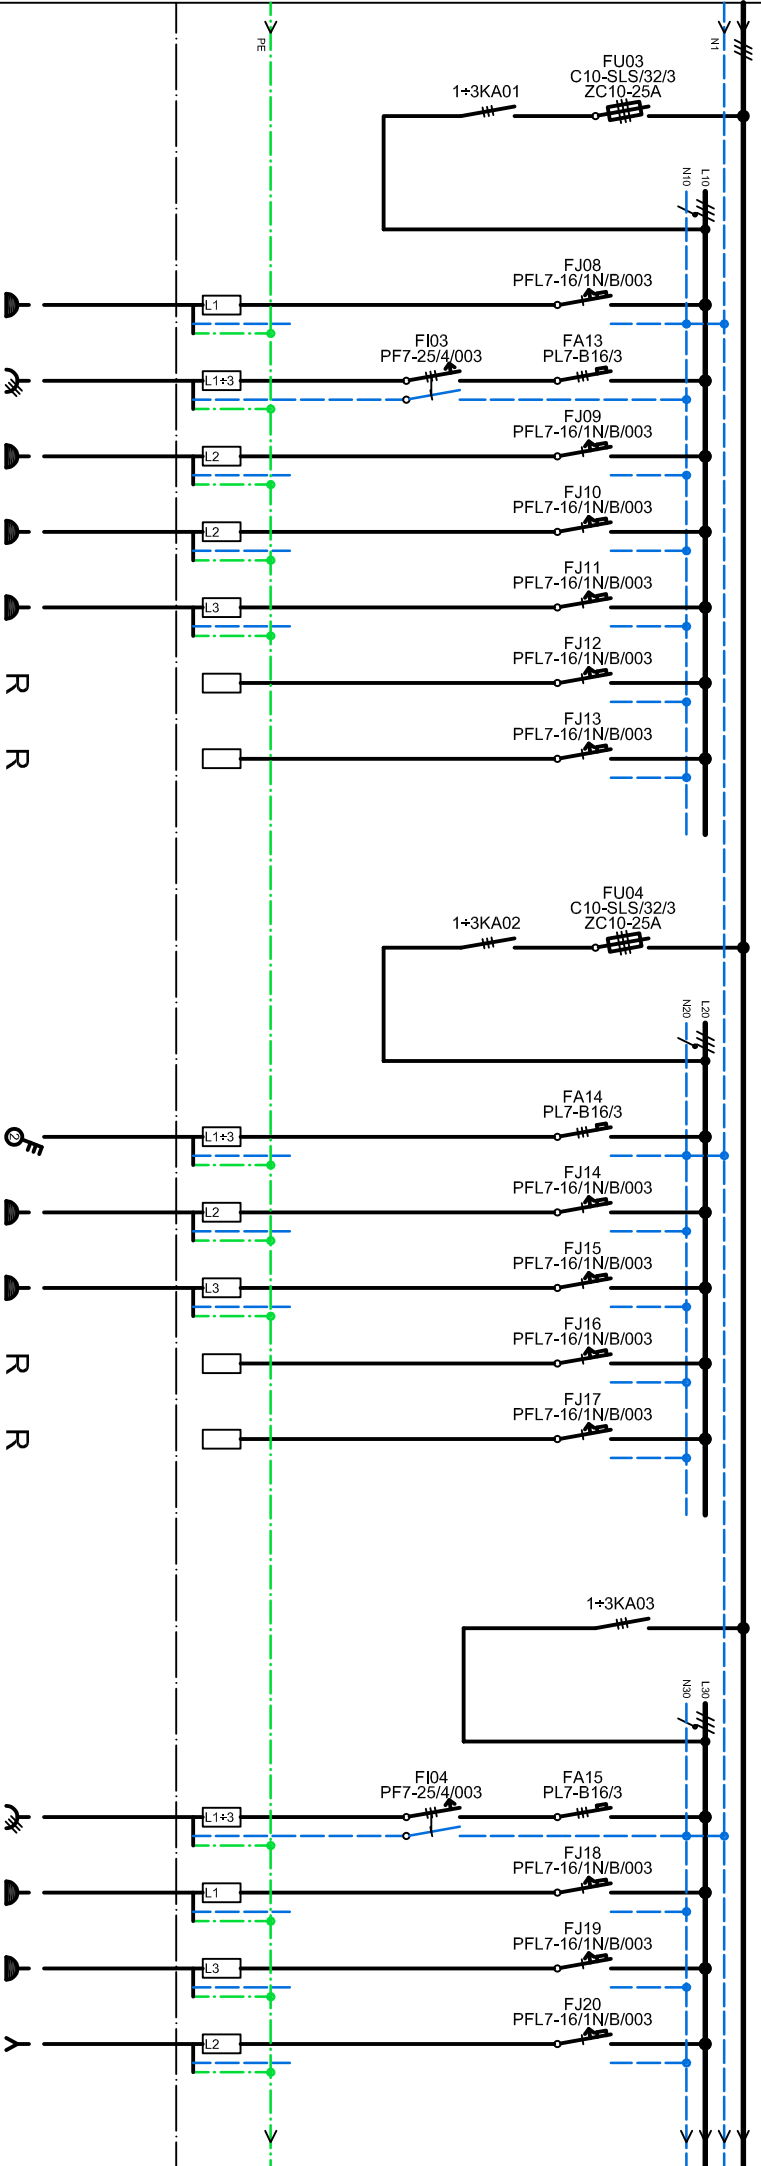 PE
N1
FU03
C10-SLS/32/3
ZC10-25A
1÷3KA01
N10
L10
FJ08
PFL7-16/1N/B/003
L1
FI03
PF7-25/4/003
FA13
PL7-B16/3
L1÷3
FJ09
PFL7-16/1N/B/003
L2
FJ10
PFL7-16/1N/B/003
L2
FJ11
PFL7-16/1N/B/003
L3
FJ12
PFL7-16/1N/B/003
R
FJ13
PFL7-16/1N/B/003
R
FU04
C10-SLS/32/3
ZC10-25A
1÷3KA02
N20
L20
FA14
PL7-B16/3
L1÷3
2
FJ14
PFL7-16/1N/B/003
L2
FJ15
PFL7-16/1N/B/003
L3
FJ16
PFL7-16/1N/B/003
R
FJ17
PFL7-16/1N/B/003
R
1÷3KA03
N30
L30
FI04
PF7-25/4/003
FA15
PL7-B16/3
L1÷3
FJ18
PFL7-16/1N/B/003
L1
FJ19
PFL7-16/1N/B/003
L3
FJ20
PFL7-16/1N/B/003
L2